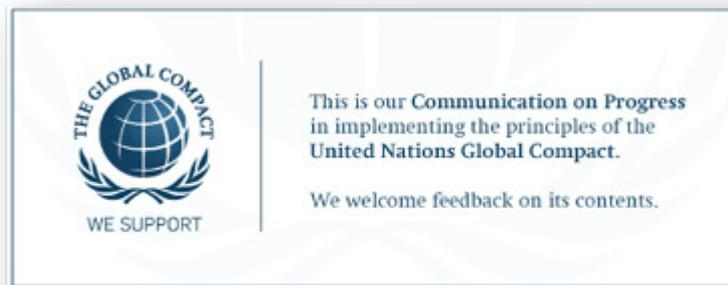 THE GLOBAL COMPACT
WE SUPPORT
This is our Communication on Progress
in implementing the principles of the
United Nations Global Compact.
We welcome feedback on its contents.